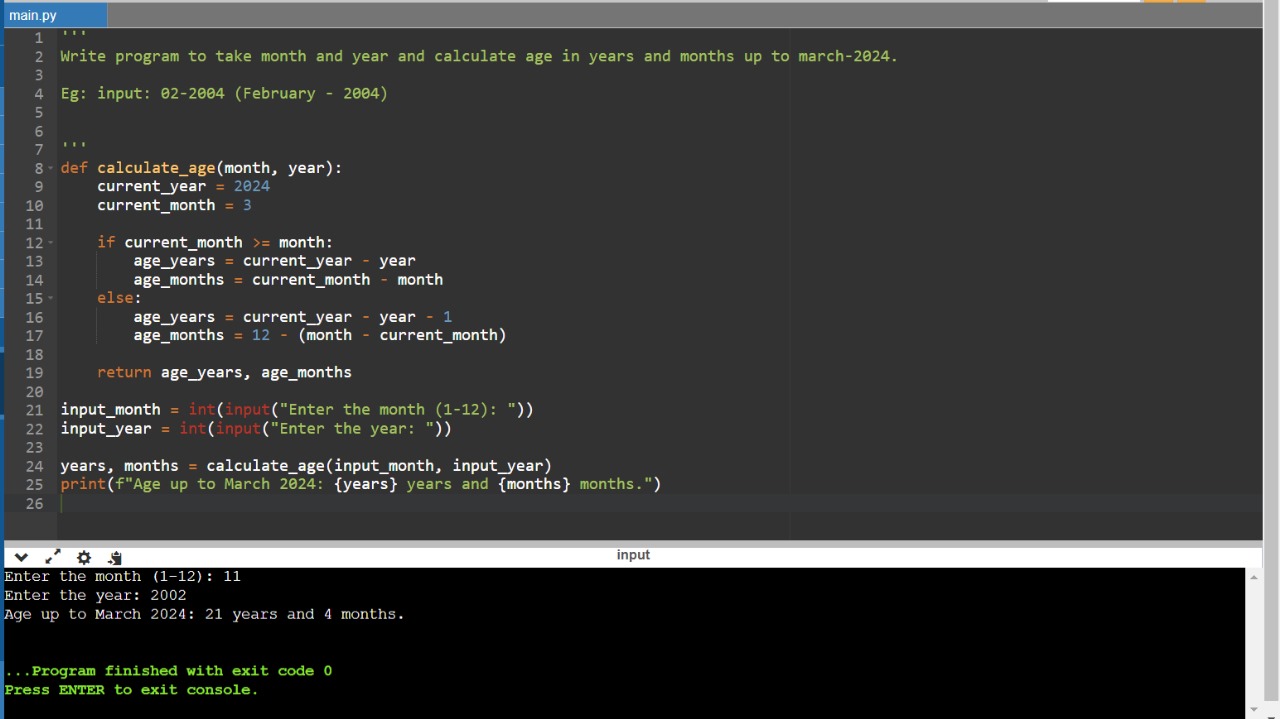 main.py
1 '''
2 Write program to take month and year and calculate age in years and months up to march-2024.
3
4 Eg: input: 02-2004 (February - 2004)
5
6
7 '''
8 def calculate_age(month, year):
9     current_year = 2024
10     current_month = 3
11
12     if current_month >= month:
13         age_years = current_year - year
14         age_months = current_month - month
15     else:
16         age_years = current_year - year - 1
17         age_months = 12 - (month - current_month)
18
19     return age_years, age_months
20
21 input_month = int(input("Enter the month (1-12): "))
22 input_year = int(input("Enter the year: "))
23
24 years, months = calculate_age(input_month, input_year)
25 print(f"Age up to March 2024: {years} years and {months} months.")
26
input
Enter the month (1-12): 11
Enter the year: 2002
Age up to March 2024: 21 years and 4 months.
...Program finished with exit code 0
Press ENTER to exit console.